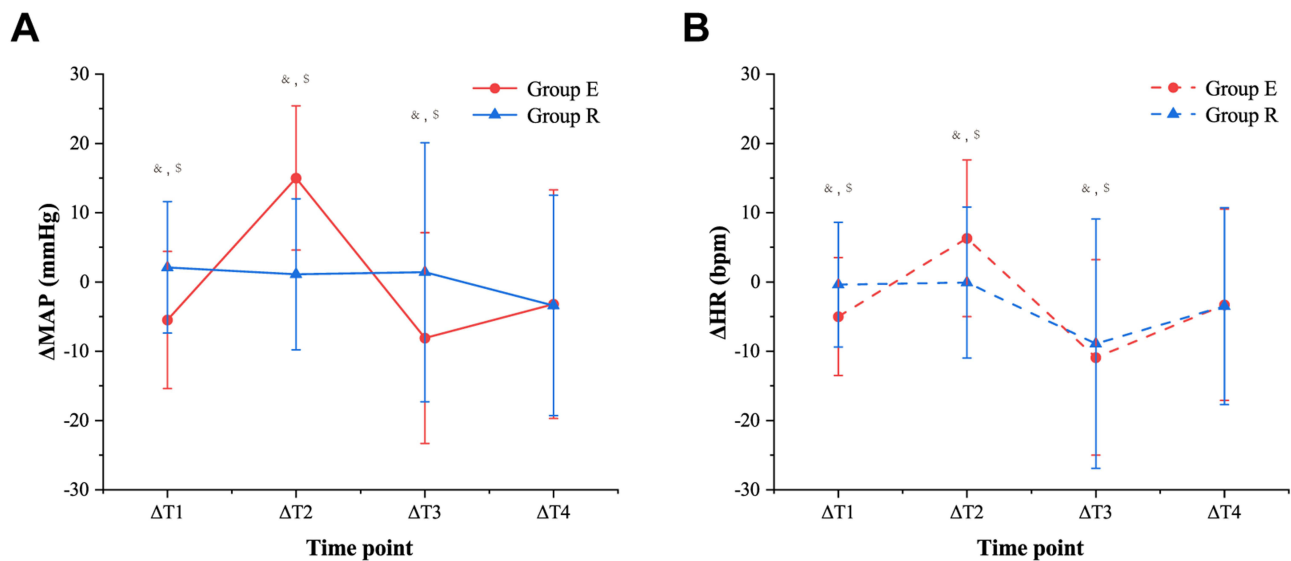 A
30
20
10
0
-10
-20
-30
ΔMAP (mmHg)
& , $
& , $
& , $
Group E
Group R
ΔT1
ΔT2
ΔT3
ΔT4
Time point
B
30
20
10
0
-10
-20
-30
ΔHR (bpm)
& , $
& , $
& , $
Group E
Group R
ΔT1
ΔT2
ΔT3
ΔT4
Time point